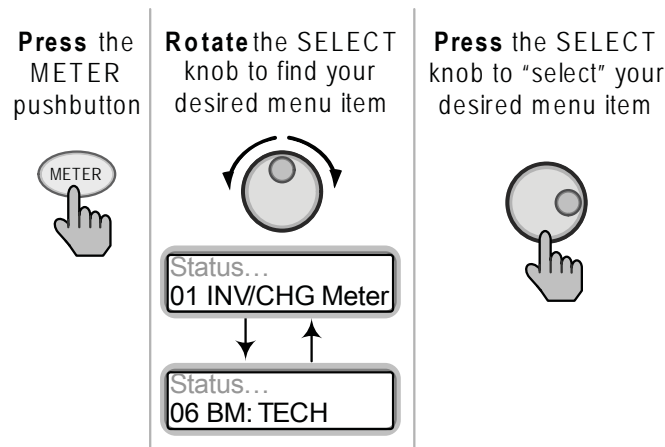 Press the
METER
pushbutton
METER
Rotate the SELECT
knob to find your
desired menu item
Status...
01 INV/CHG Meter
Status...
06 BM: TECH
Press the SELECT
knob to “select” your
desired menu item